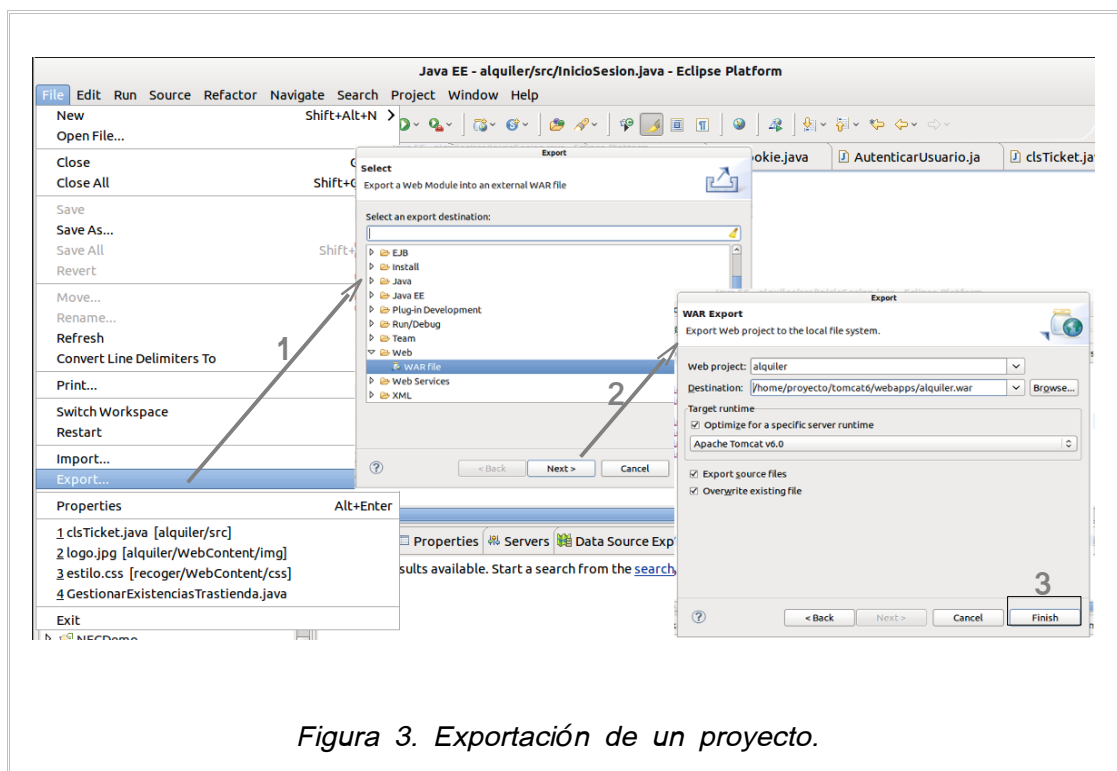 Java EE - alquiler/src/InicioSesion.java - Eclipse Platform
File Edit Run Source Refactor Navigate Search Project Window Help
New Shift+Alt+N
Open File...
Close
Close All
Save
Save As...
Save All
Revert
Move...
Rename...
Refresh
Convert Line Delimiters To
Print...
Switch Workspace
Restart
Import...
Export...
Properties Alt+Enter
1 clsTicket.java [alquiler/src]
2 logo.jpg [alquiler/WebContent/img]
3 estilo.css [recoger/WebContent/css]
4 GestionarExistenciasTrastienda.java
Exit
1
Export
Select
Export a Web Module into an external WAR file
Select an export destination:
EJB
Install
Java
Java EE
Plug-in Development
Run/Debug
Team
Web
WAR file
Web Services
XML
< Back Next > Cancel
2
okie.java AutenticarUsuario.ja clsTicket.ja
Export
WAR Export
Export Web project to the local file system.
Web project: alquiler
Destination: /home/proyecto/tomcat6/webapps/alquiler.war Browse...
Target runtime
Optimize for a specific server runtime
Apache Tomcat v6.0
Export source files
Overwrite existing file
3
< Back Next > Cancel Finish
Properties Servers Data Source Exp
sults available. Start a search from the search
Figura 3. Exportación de un proyecto.